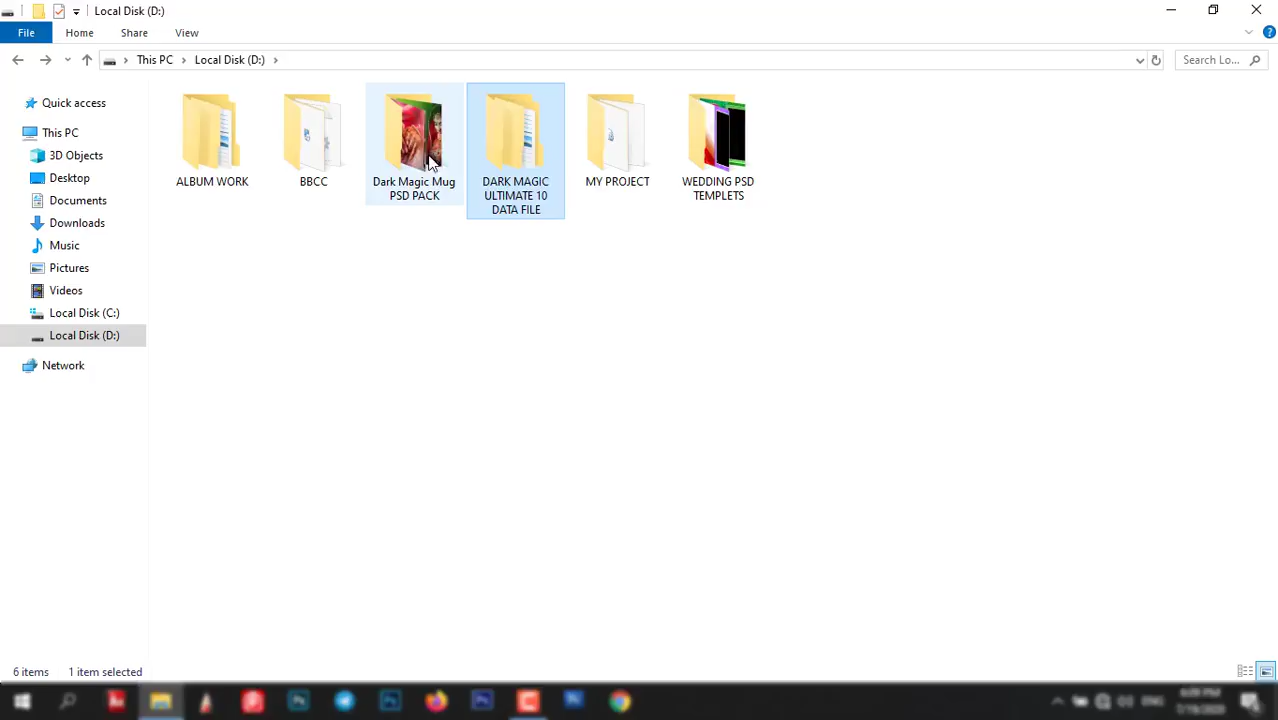 Local Disk (D:)
File
Home
Share
View
This PC
Local Disk (D:)
Search Lo...
Quick access
This PC
3D Objects
Desktop
Documents
Downloads
Music
Pictures
Videos
Local Disk (C:)
Local Disk (D:)
Network
ALBUM WORK
BBCC
Dark Magic Mug
PSD PACK
DARK MAGIC
ULTIMATE 10
DATA FILE
MY PROJECT
WEDDING PSD
TEMPLETS
6 items
1 item selected
ENG